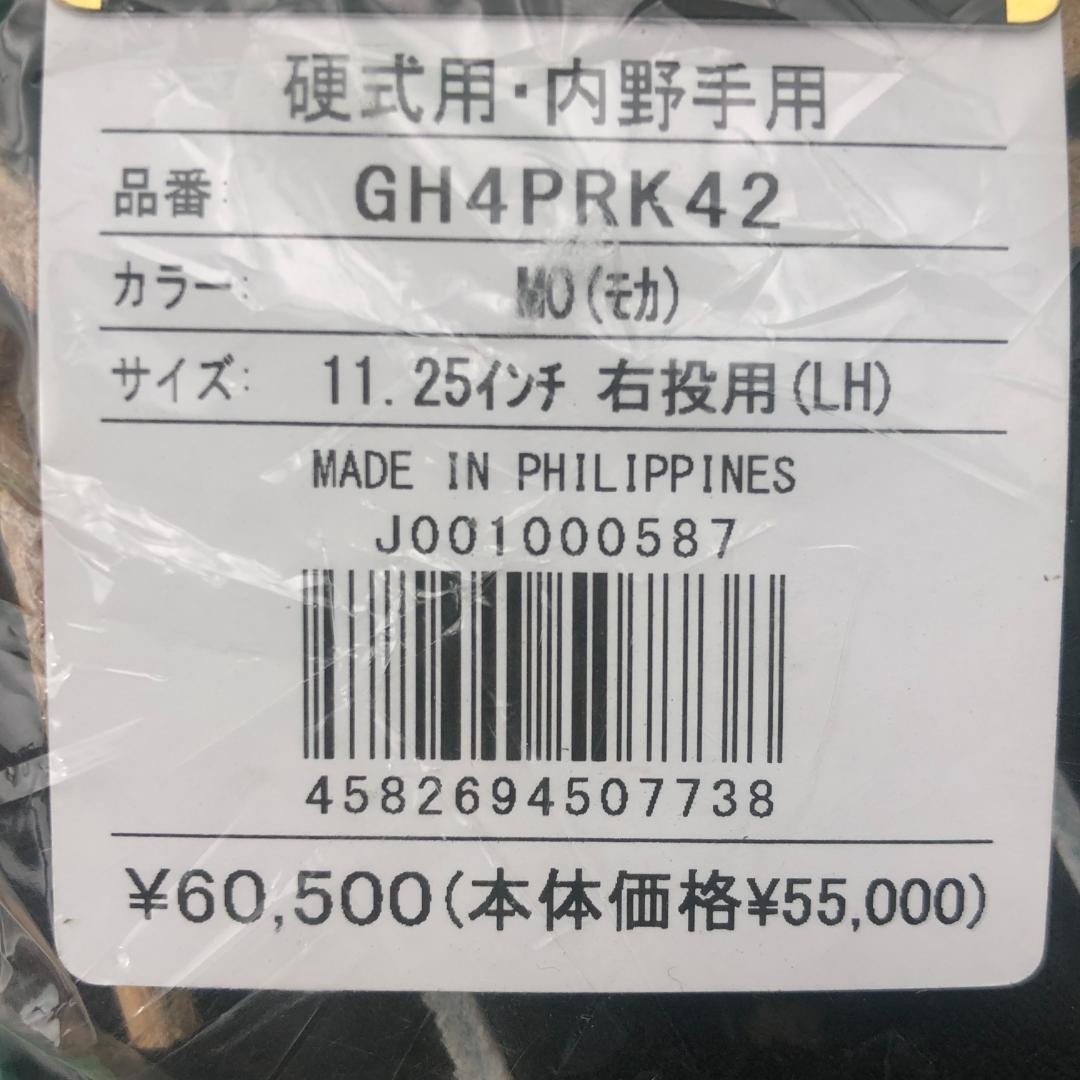 硬式用・内野手用
品番: GH4PRK42
カラー: MO(ﾓｶ)
サイズ: 11.25ｲﾝﾁ 右投用(LH)
MADE IN PHILIPPINES
J001000587
4582694507738
¥60,500(本体価格¥55,000)